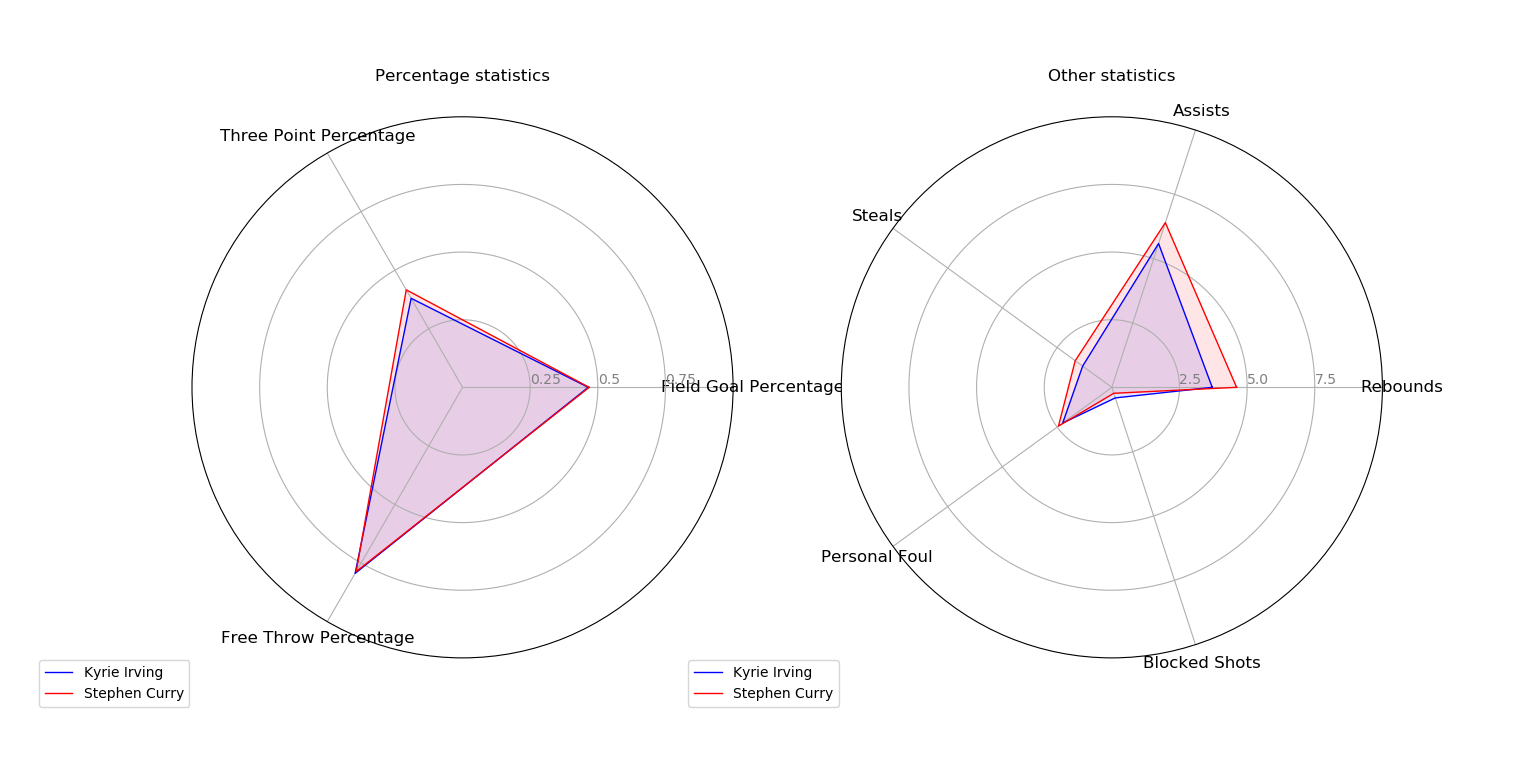 Percentage statistics
Three Point Percentage
0.25
0.5
0.75
Field Goal Percentage
Free Throw Percentage
Kyrie Irving
Stephen Curry
Other statistics
Assists
Steals
2.5
5.0
7.5
Rebounds
Personal Foul
Blocked Shots
Kyrie Irving
Stephen Curry